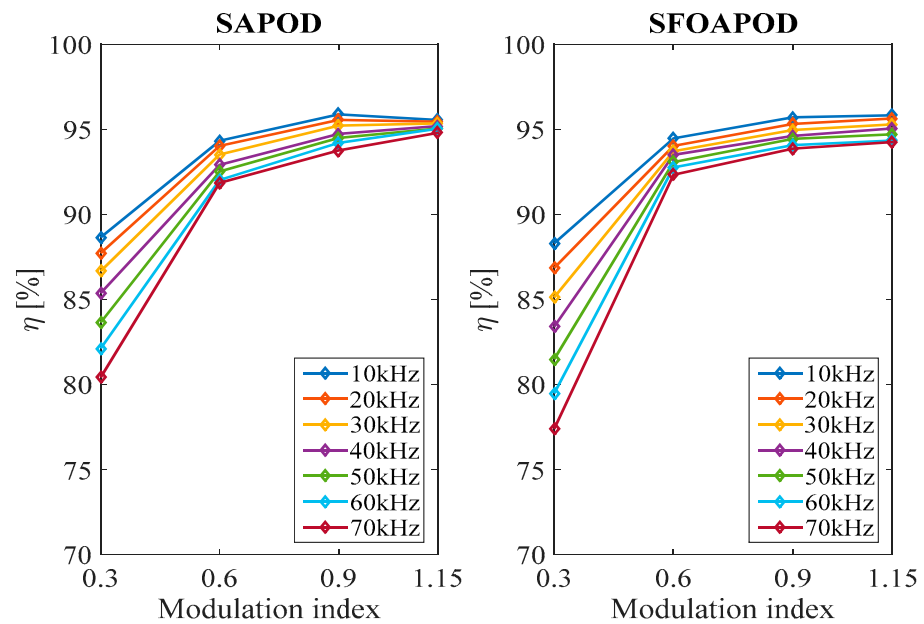 SAPOD
100
95
90
85
80
75
70
η [%]
10kHz
20kHz
30kHz
40kHz
50kHz
60kHz
70kHz
0.3 0.6 0.9 1.15
Modulation index
SFOAPOD
100
95
90
85
80
75
70
η [%]
10kHz
20kHz
30kHz
40kHz
50kHz
60kHz
70kHz
0.3 0.6 0.9 1.15
Modulation index